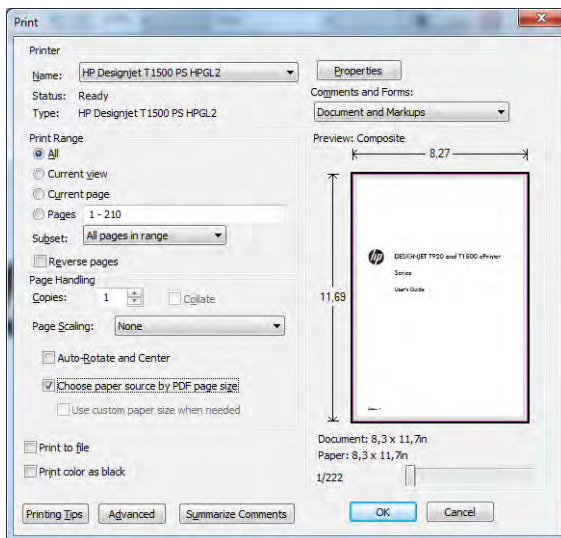 Print
Printer
Name: HP Designjet T1500 PS HPGL2
Properties
Status: Ready
Type: HP Designjet T1500 PS HPGL2
Comments and Forms:
Document and Markups
Print Range
All
Current view
Current page
Pages 1 - 210
Subset: All pages in range
Reverse pages
Page Handling
Copies: 1
Collate
Page Scaling: None
Auto-Rotate and Center
Choose paper source by PDF page size
Use custom paper size when needed
Print to file
Print color as black
Preview: Composite
8,27
11,69
hp
DESIGNJET T920 and T1500 ePrinter
Series
User's Guide
Document: 8,3 x 11,7in
Paper: 8,3 x 11,7in
1/222
Printing Tips
Advanced
Summarize Comments
OK
Cancel